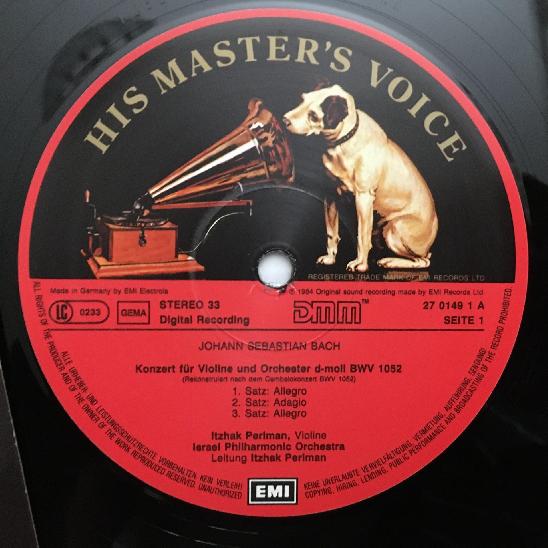 HIS MASTER'S VOICE
REGISTERED TRADE MARK OF EMI RECORDS LTD
Made in Germany by EMI Electrola
℗ 1984 Original sound recording made by EMI Records Ltd.
LC 0233
GEMA
STEREO 33
Digital Recording
DMM™
27 0149 1 A
SEITE 1
JOHANN SEBASTIAN BACH
Konzert für Violine und Orchester d-moll BWV 1052
(Rekonstruiert nach dem Cembalokonzert BWV 1052)
1. Satz: Allegro
2. Satz: Adagio
3. Satz: Allegro
Itzhak Perlman, Violine
Israel Philharmonic Orchestra
Leitung Itzhak Perlman
EMI
ALLE URHEBER- UND LEISTUNGSSCHUTZRECHTE VORBEHALTEN KEIN VERLEIH!
KEINE UNERLAUBTE VERVIELFÄLTIGUNG, VERMIETUNG, AUFFÜHRUNG, SENDUNG!
ALL RIGHTS OF THE PRODUCER AND OF THE OWNER OF THE WORK REPRODUCED RESERVED. UNAUTHORIZED
COPYING, HIRING, LENDING, PUBLIC PERFORMANCE AND BROADCASTING OF THE RECORD PROHIBITED